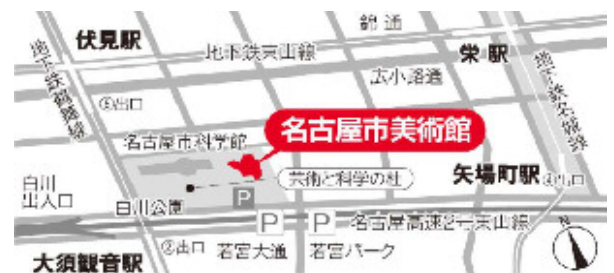 錦通
伏見駅
地下鉄東山線
栄駅
地下鉄鶴舞線
広小路通
地下鉄名城線
⑤出口
名古屋市科学館
名古屋市美術館
芸術と科学の杜
矢場町駅
④出口
白川
出入口
白川公園
P
P
P
名古屋高速2号東山線
N
②出口
若宮大通
若宮パーク
大須観音駅